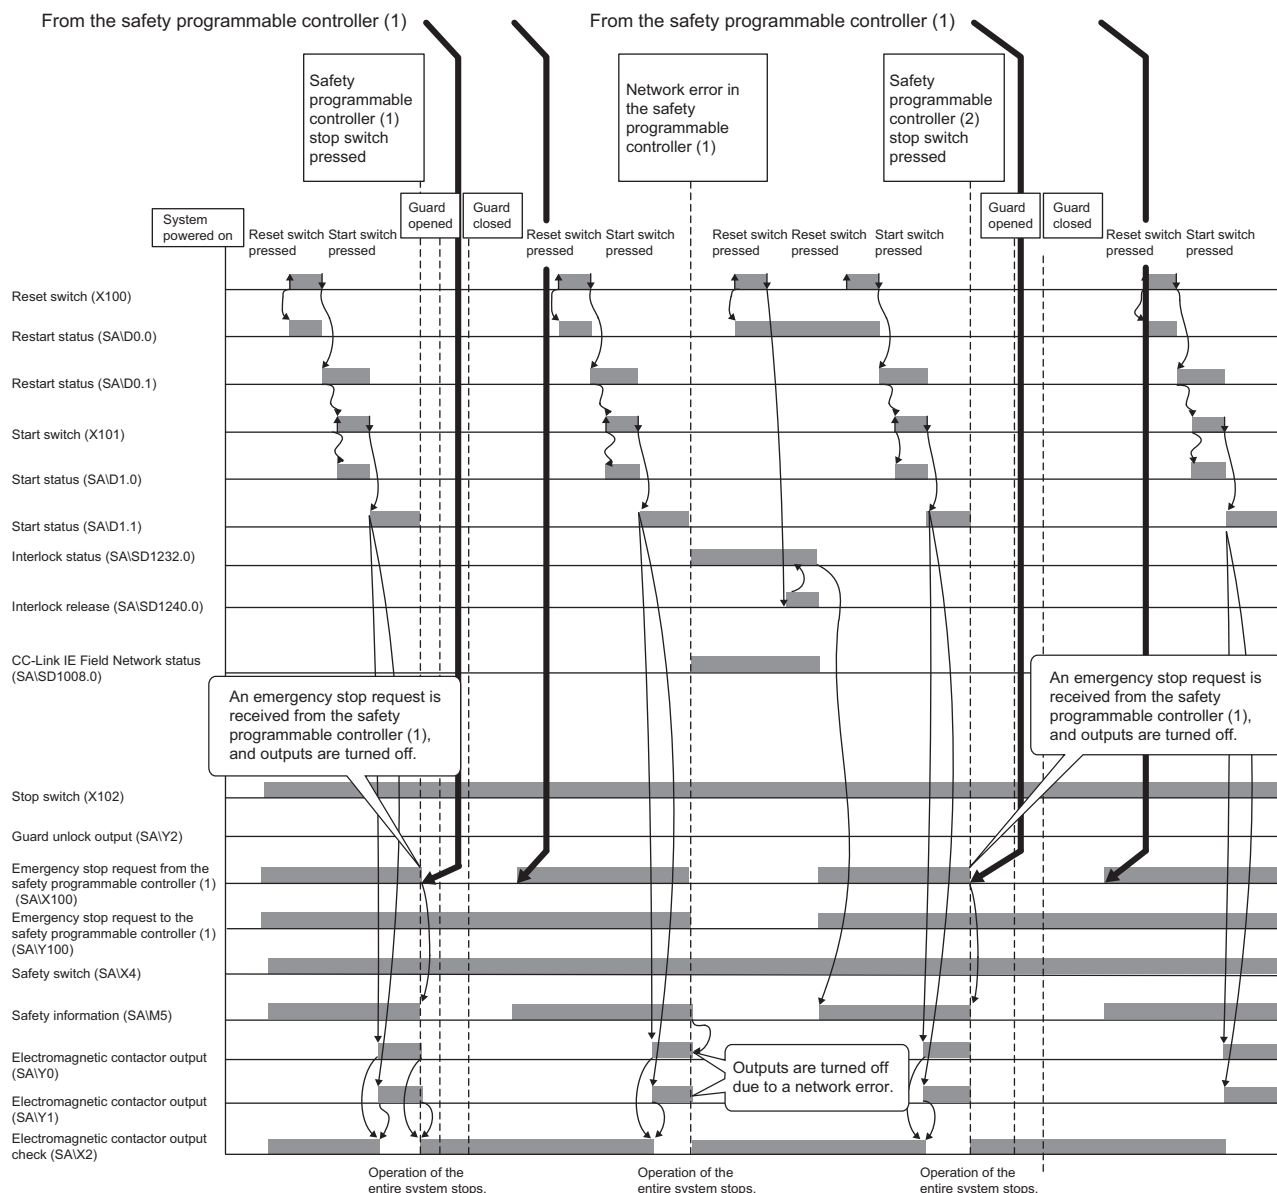 From the safety programmable controller (1)
From the safety programmable controller (1)
Safety
programmable
controller (1)
stop switch
pressed
Network error in
the safety
programmable
controller (1)
Safety
programmable
controller (2)
stop switch
pressed
System
powered on
Guard
opened
Guard
closed
Guard
opened
Guard
closed
Reset switch
pressed
Start switch
pressed
Reset switch
pressed
Start switch
pressed
Reset switch
pressed
Reset switch
pressed
Start switch
pressed
Reset switch
pressed
Start switch
pressed
Reset switch (X100)
Restart status (SA\D0.0)
Restart status (SA\D0.1)
Start switch (X101)
Start status (SA\D1.0)
Start status (SA\D1.1)
Interlock status (SA\SD1232.0)
Interlock release (SA\SD1240.0)
CC-Link IE Field Network status
(SA\SD1008.0)
An emergency stop request is
received from the safety
programmable controller (1),
and outputs are turned off.
An emergency stop request is
received from the safety
programmable controller (1),
and outputs are turned off.
Stop switch (X102)
Guard unlock output (SA\Y2)
Emergency stop request from the
safety programmable controller (1)
(SA\X100)
Emergency stop request to the
safety programmable controller (1)
(SA\Y100)
Safety switch (SA\X4)
Safety information (SA\M5)
Electromagnetic contactor output
(SA\Y0)
Outputs are turned off
due to a network error.
Electromagnetic contactor output
(SA\Y1)
Electromagnetic contactor output
check (SA\X2)
Operation of the
entire system stops.
Operation of the
entire system stops.
Operation of the
entire system stops.